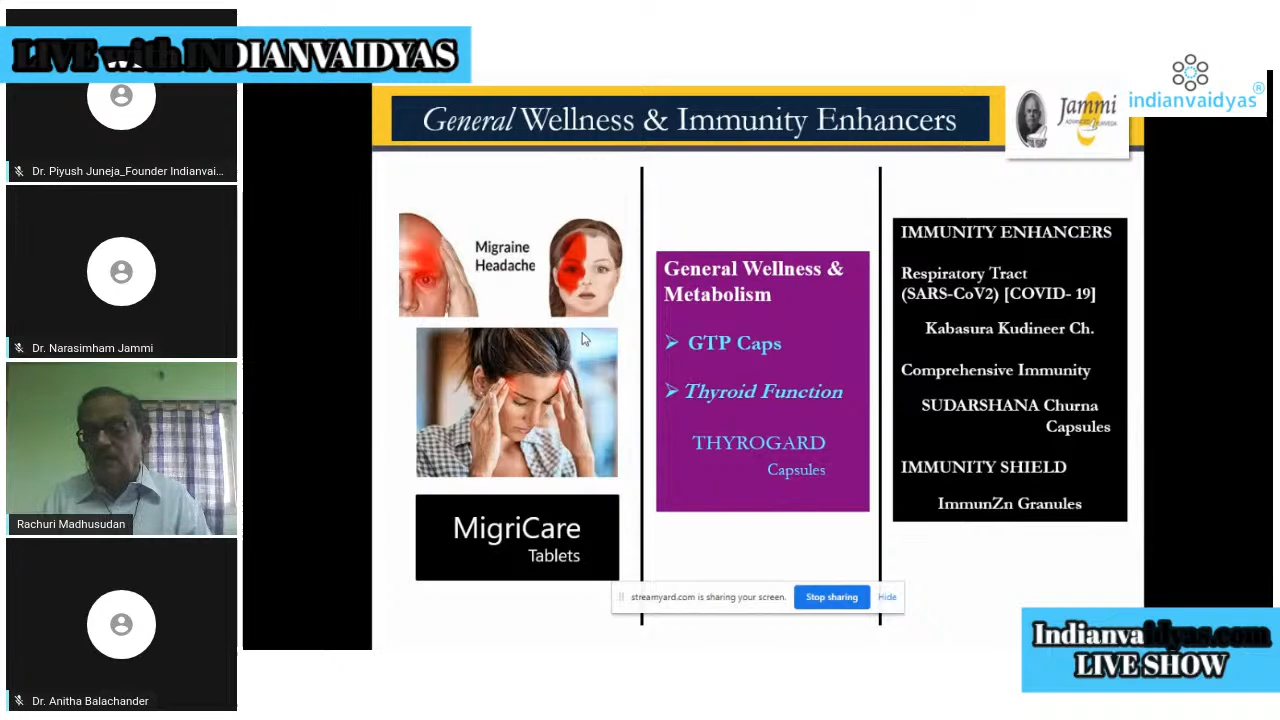 LIVE with INDIANVAIDYAS
Dr. Piyush Juneja_Founder Indianvai...
Dr. Narasimham Jammi
Rachuri Madhusudan
Dr. Anitha Balachander
General Wellness & Immunity Enhancers
Jammi
indianvaidyas®
Migraine
Headache
MigriCare
Tablets
General Wellness &
Metabolism
➢ GTP Caps
➢ Thyroid Function
THYROGARD
Capsules
IMMUNITY ENHANCERS
Respiratory Tract
(SARS-CoV2) [COVID- 19]
Kabasura Kudineer Ch.
Comprehensive Immunity
SUDARSHANA Churna
Capsules
IMMUNITY SHIELD
ImmunZn Granules
streamyard.com is sharing your screen.
Stop sharing
Hide
Indianvaidyas.com
LIVE SHOW